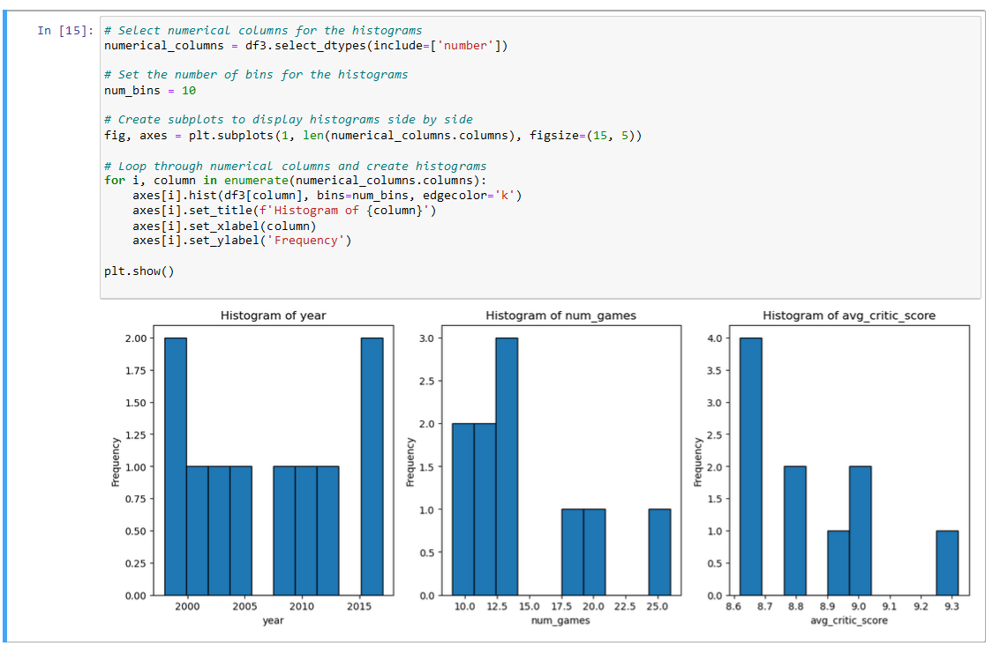 In [15]:
# Select numerical columns for the histograms
numerical_columns = df3.select_dtypes(include=['number'])
# Set the number of bins for the histograms
num_bins = 10
# Create subplots to display histograms side by side
fig, axes = plt.subplots(1, len(numerical_columns.columns), figsize=(15, 5))
# Loop through numerical columns and create histograms
for i, column in enumerate(numerical_columns.columns):
    axes[i].hist(df3[column], bins=num_bins, edgecolor='k')
    axes[i].set_title(f'Histogram of {column}')
    axes[i].set_xlabel(column)
    axes[i].set_ylabel('Frequency')
plt.show()
Histogram of year
2.00
1.75
1.50
1.25
1.00
0.75
0.50
0.25
0.00
Frequency
2000 2005 2010 2015
year
Histogram of num_games
3.0
2.5
2.0
1.5
1.0
0.5
0.0
Frequency
10.0 12.5 15.0 17.5 20.0 22.5 25.0
num_games
Histogram of avg_critic_score
4.0
3.5
3.0
2.5
2.0
1.5
1.0
0.5
0.0
Frequency
8.6 8.7 8.8 8.9 9.0 9.1 9.2 9.3
avg_critic_score